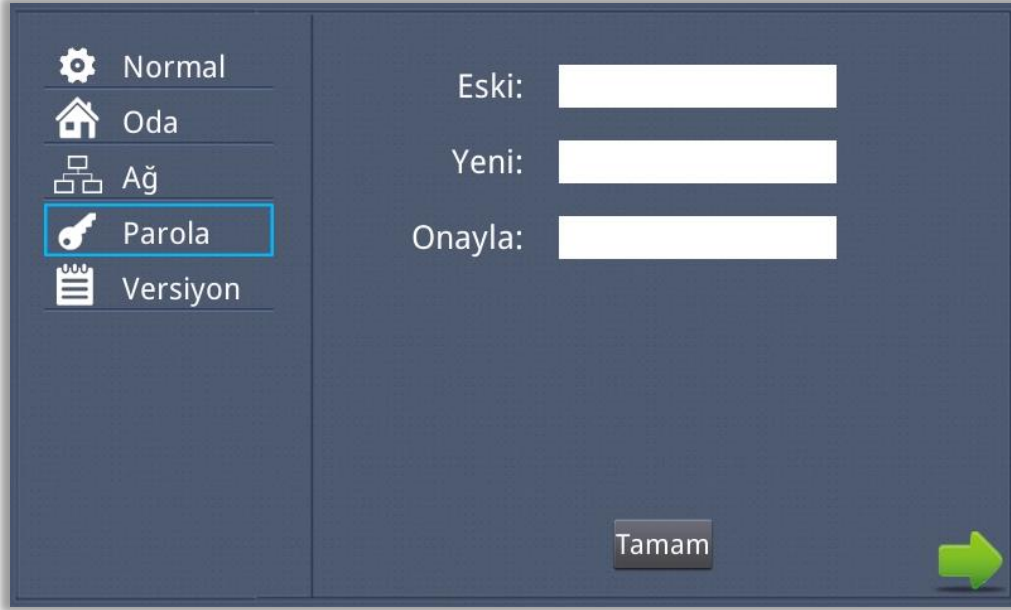 Normal
Oda
Ağ
Parola
Versiyon
Eski:
Yeni:
Onayla:
Tamam